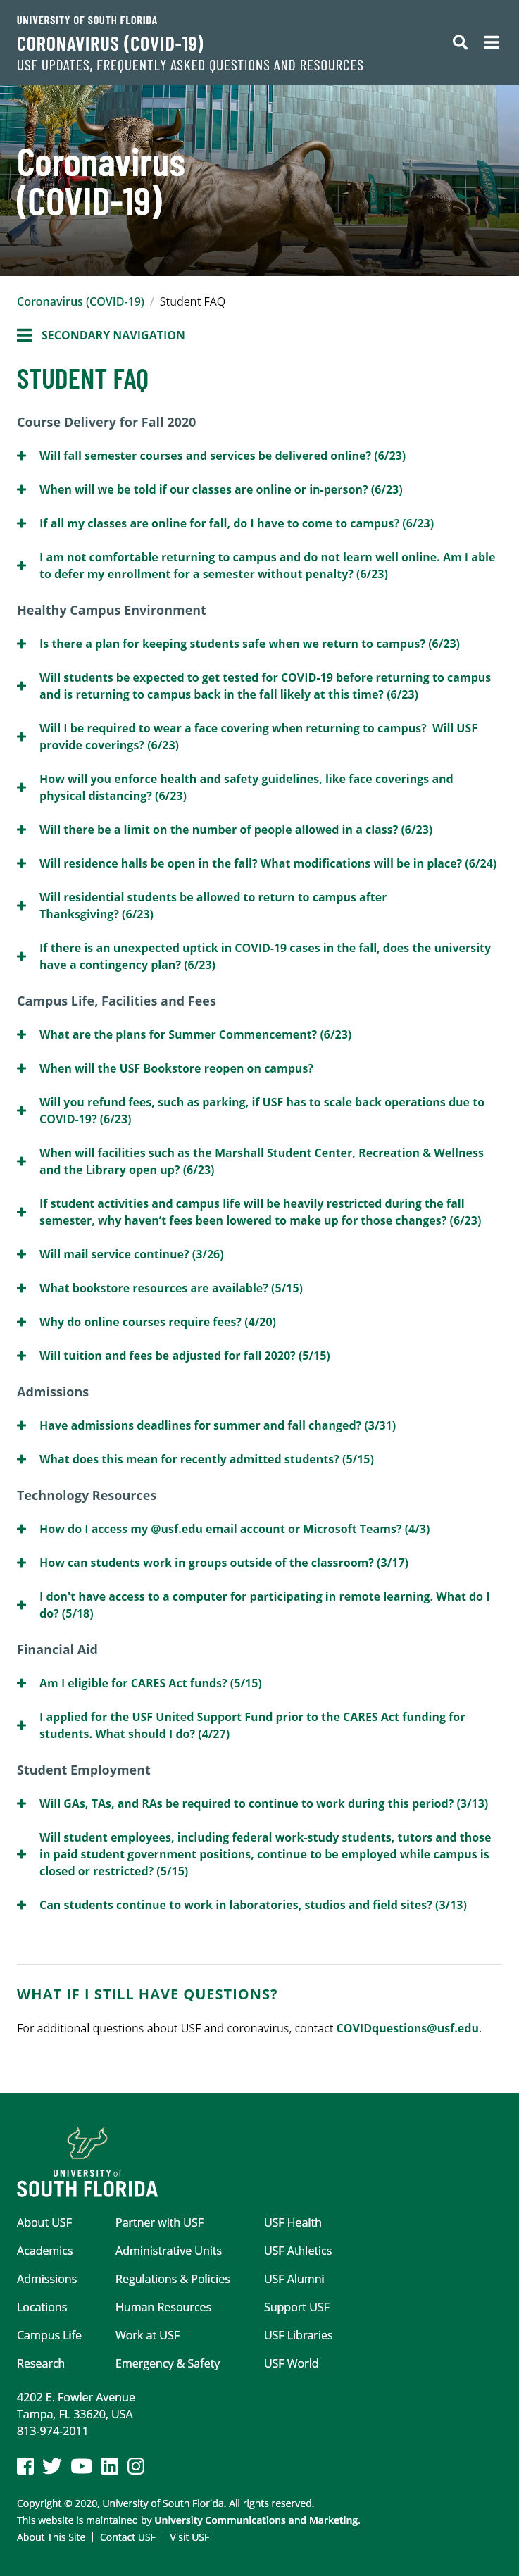 UNIVERSITY OF SOUTH FLORIDA
CORONAVIRUS (COVID-19)
USF UPDATES, FREQUENTLY ASKED QUESTIONS AND RESOURCES
Coronavirus
(COVID-19)
Coronavirus (COVID-19) / Student FAQ
SECONDARY NAVIGATION
STUDENT FAQ
Course Delivery for Fall 2020
Will fall semester courses and services be delivered online? (6/23)
When will we be told if our classes are online or in-person? (6/23)
If all my classes are online for fall, do I have to come to campus? (6/23)
I am not comfortable returning to campus and do not learn well online. Am I able
to defer my enrollment for a semester without penalty? (6/23)
Healthy Campus Environment
Is there a plan for keeping students safe when we return to campus? (6/23)
Will students be expected to get tested for COVID-19 before returning to campus
and is returning to campus back in the fall likely at this time? (6/23)
Will I be required to wear a face covering when returning to campus?  Will USF
provide coverings? (6/23)
How will you enforce health and safety guidelines, like face coverings and
physical distancing? (6/23)
Will there be a limit on the number of people allowed in a class? (6/23)
Will residence halls be open in the fall? What modifications will be in place? (6/24)
Will residential students be allowed to return to campus after
Thanksgiving? (6/23)
If there is an unexpected uptick in COVID-19 cases in the fall, does the university
have a contingency plan? (6/23)
Campus Life, Facilities and Fees
What are the plans for Summer Commencement? (6/23)
When will the USF Bookstore reopen on campus?
Will you refund fees, such as parking, if USF has to scale back operations due to
COVID-19? (6/23)
When will facilities such as the Marshall Student Center, Recreation & Wellness
and the Library open up? (6/23)
If student activities and campus life will be heavily restricted during the fall
semester, why haven’t fees been lowered to make up for those changes? (6/23)
Will mail service continue? (3/26)
What bookstore resources are available? (5/15)
Why do online courses require fees? (4/20)
Will tuition and fees be adjusted for fall 2020? (5/15)
Admissions
Have admissions deadlines for summer and fall changed? (3/31)
What does this mean for recently admitted students? (5/15)
Technology Resources
How do I access my @usf.edu email account or Microsoft Teams? (4/3)
How can students work in groups outside of the classroom? (3/17)
I don't have access to a computer for participating in remote learning. What do I
do? (5/18)
Financial Aid
Am I eligible for CARES Act funds? (5/15)
I applied for the USF United Support Fund prior to the CARES Act funding for
students. What should I do? (4/27)
Student Employment
Will GAs, TAs, and RAs be required to continue to work during this period? (3/13)
Will student employees, including federal work-study students, tutors and those
in paid student government positions, continue to be employed while campus is
closed or restricted? (5/15)
Can students continue to work in laboratories, studios and field sites? (3/13)
WHAT IF I STILL HAVE QUESTIONS?
For additional questions about USF and coronavirus, contact COVIDquestions@usf.edu.
UNIVERSITY of
SOUTH FLORIDA
About USF Partner with USF USF Health
Academics Administrative Units USF Athletics
Admissions Regulations & Policies USF Alumni
Locations Human Resources Support USF
Campus Life Work at USF USF Libraries
Research Emergency & Safety USF World
4202 E. Fowler Avenue
Tampa, FL 33620, USA
813-974-2011
Copyright © 2020, University of South Florida. All rights reserved.
This website is maintained by University Communications and Marketing.
About This Site | Contact USF | Visit USF